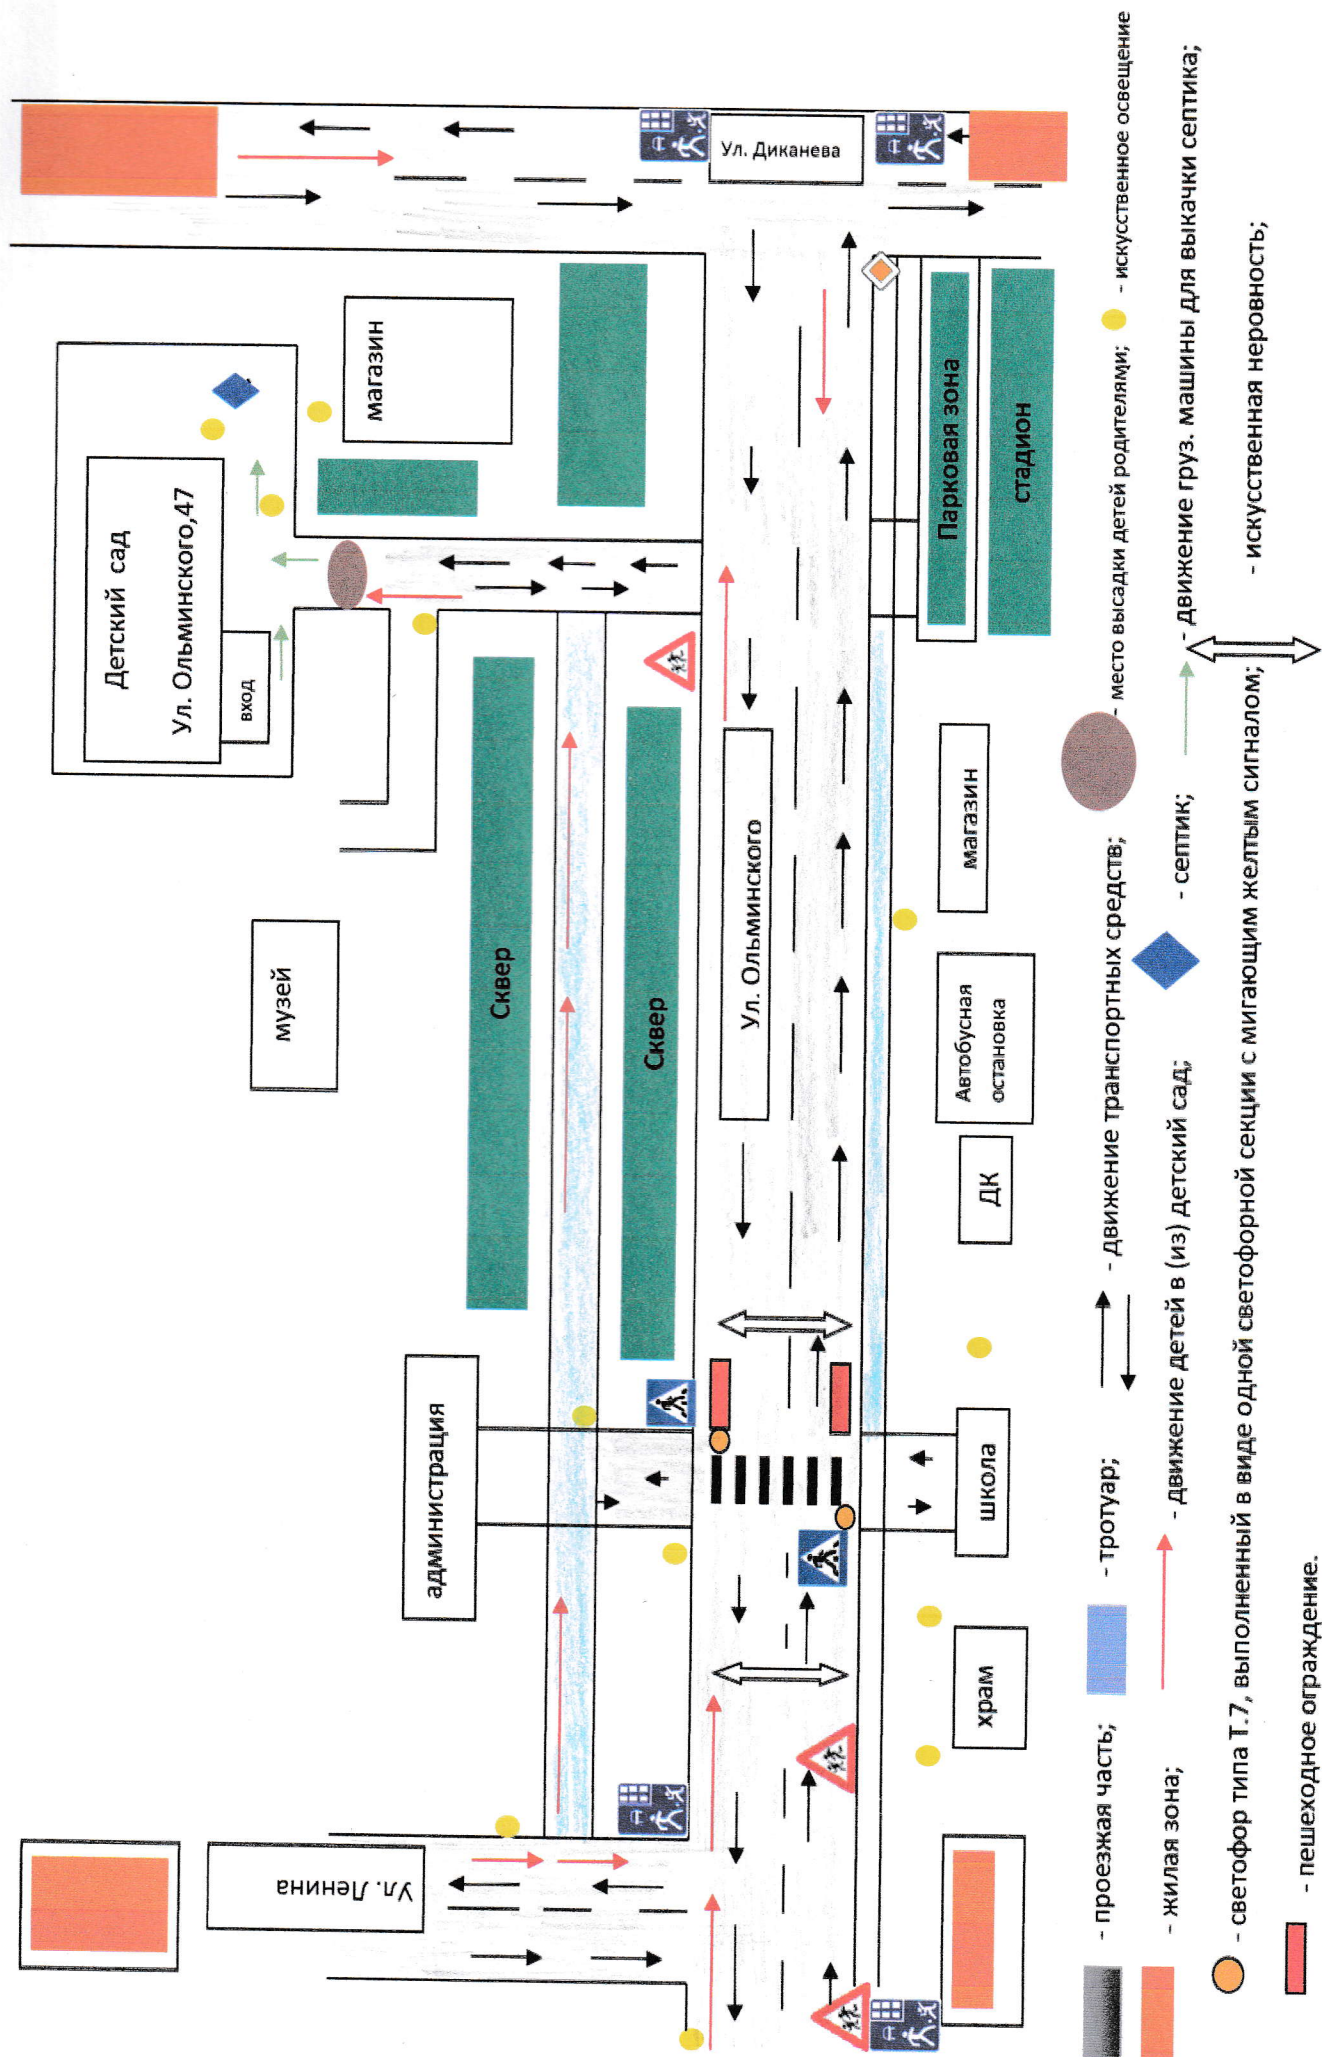 Детский сад
Ул. Ольминского,47
вход
магазин
музей
администрация
Сквер
Сквер
Ул. Ленина
Ул. Ольминского
Ул. Диканева
Парковая зона
стадион
магазин
Автобусная
остановка
ДК
школа
храм
- проезжая часть;
- тротуар;
- движение транспортных средств;
- место высадки детей родителями;
- искусственное освещение
- жилая зона;
- движение детей в (из) детский сад;
- септик;
- движение груз. машины для выкачки септика;
- светофор типа Т.7, выполненный в виде одной светофорной секции с мигающим желтым сигналом;
- искусственная неровность;
- пешеходное ограждение.